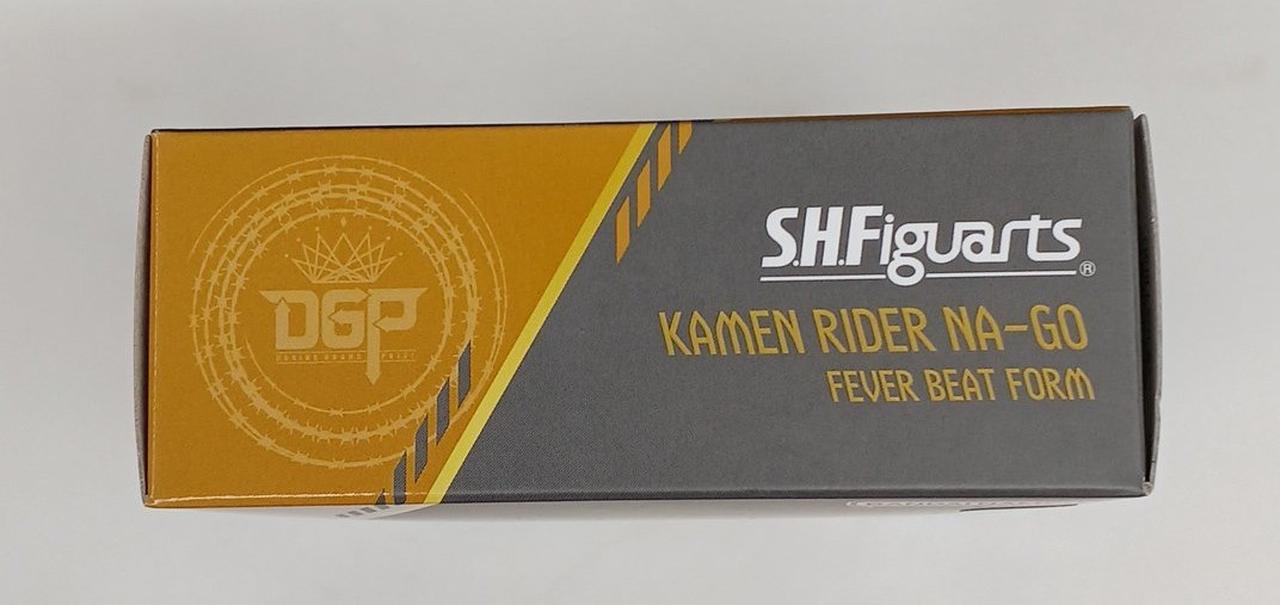 DGP
S.H.Figuarts®
KAMEN RIDER NA-GO
FEVER BEAT FORM